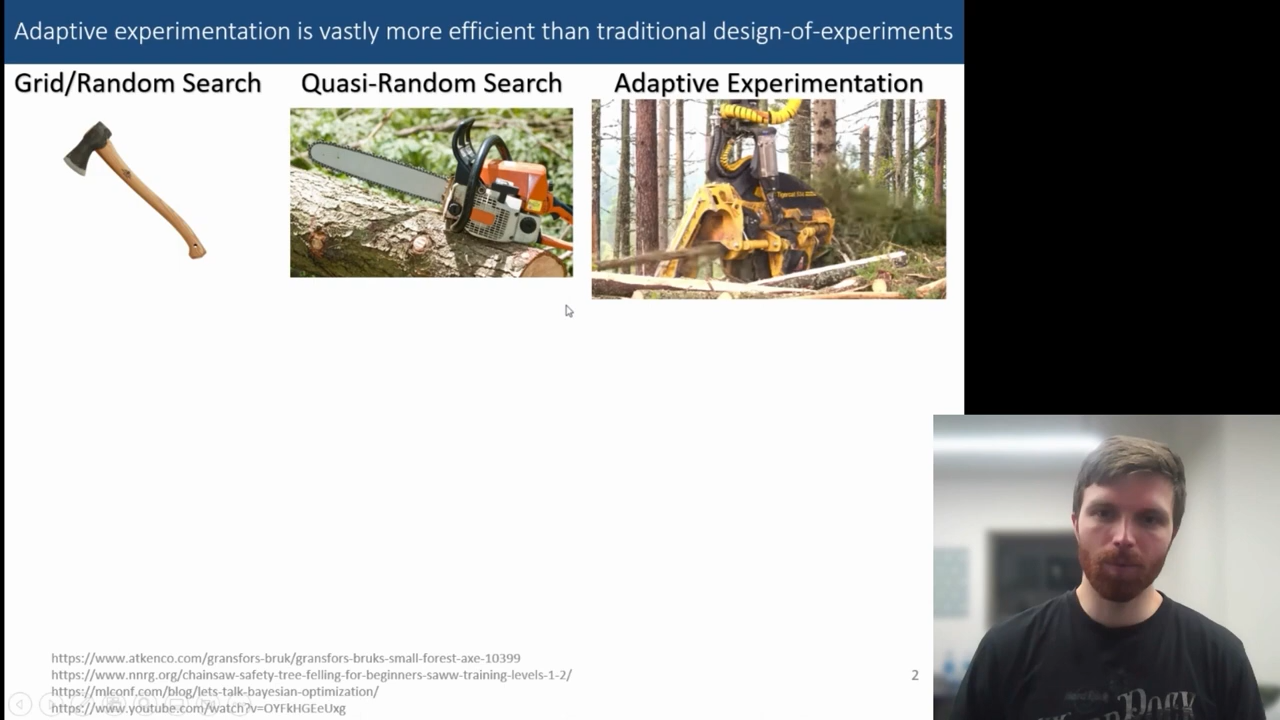 Adaptive experimentation is vastly more efficient than traditional design-of-experiments
Grid/Random Search
Quasi-Random Search
Adaptive Experimentation
https://www.atkenco.com/gransfors-bruk/gransfors-bruks-small-forest-axe-10399
https://www.nnrg.org/chainsaw-safety-tree-felling-for-beginners-saww-training-levels-1-2/
https://mlconf.com/blog/lets-talk-bayesian-optimization/
https://www.youtube.com/watch?v=OYFkHGEeUxg
2